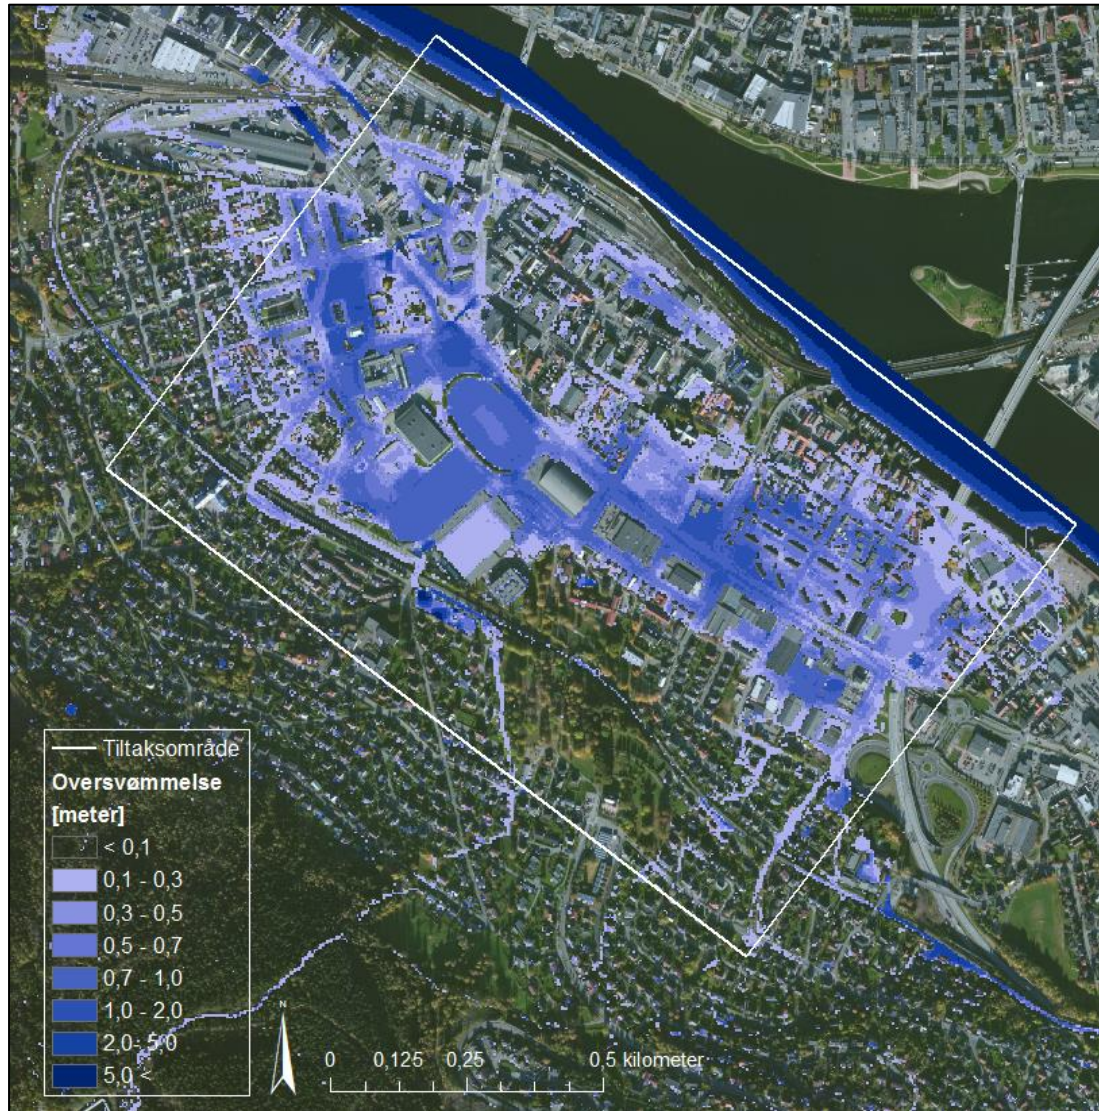 Tiltaksområde
Oversvømmelse
[meter]
< 0,1
0,1 - 0,3
0,3 - 0,5
0,5 - 0,7
0,7 - 1,0
1,0 - 2,0
2,0 - 5,0
5,0 <
N
0 0,125 0,25 0,5 kilometer